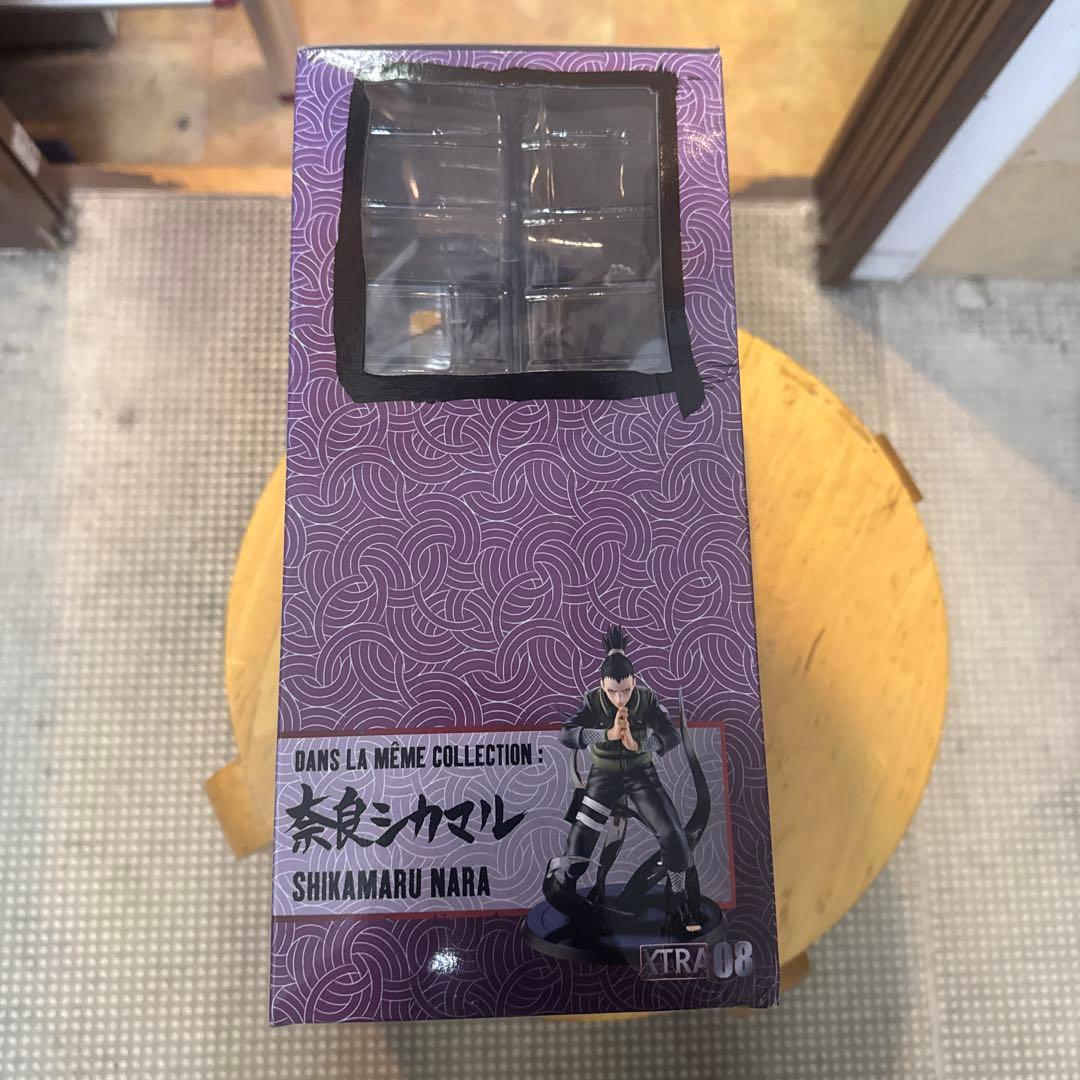 DANS LA MÊME COLLECTION :
奈良シカマル
SHIKAMARU NARA
XTRA 08